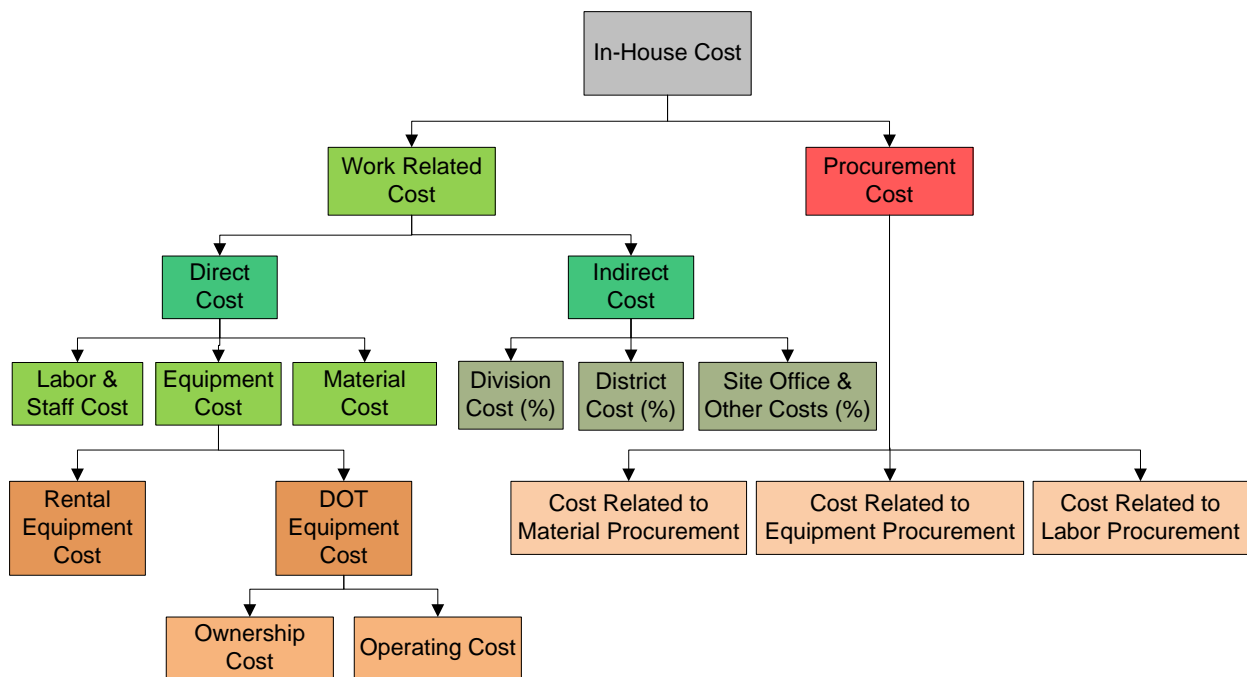 In-House Cost
Work Related
Cost
Procurement
Cost
Direct
Cost
Indirect
Cost
Labor &
Staff Cost
Equipment
Cost
Material
Cost
Division
Cost (%)
District
Cost (%)
Site Office &
Other Costs (%)
Rental
Equipment
Cost
DOT
Equipment
Cost
Cost Related to
Material Procurement
Cost Related to
Equipment Procurement
Cost Related to
Labor Procurement
Ownership
Cost
Operating Cost